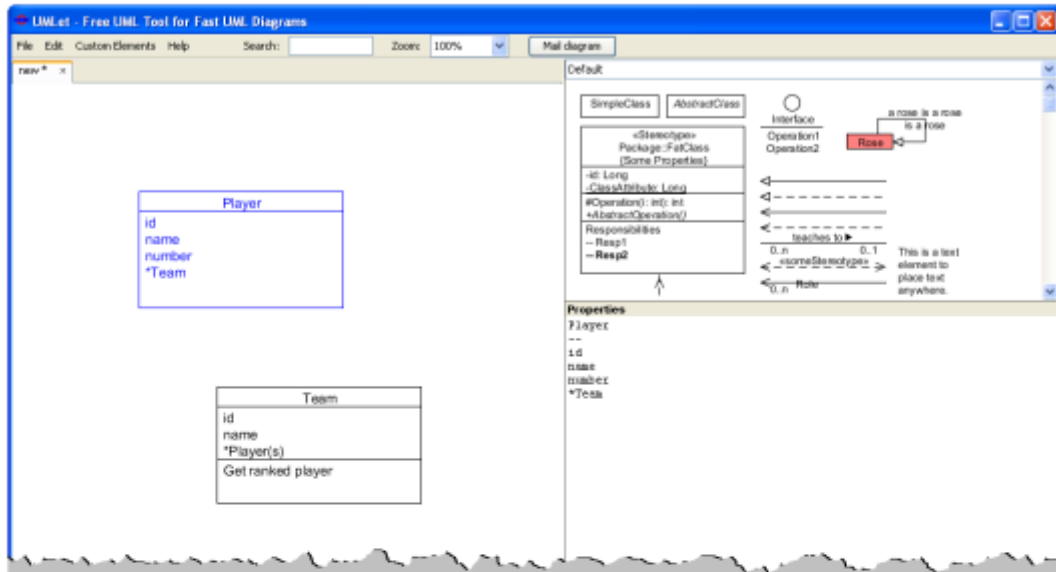 UMLet - Free UML Tool for Fast UML Diagrams
File Edit Custom Elements Help Search: Zoom: 100% Mail diagram
new * x
Player
id
name
number
*Team
Team
id
name
*Player(s)
Get ranked player
Default
SimpleClass
AbstractClass
«Stereotype»
Package::FatClass
{Some Properties}
-id: Long
-ClassAttribute: Long
#Operation(i: int): int
+AbstractOperation()
Responsibilities
-- Resp1
-- Resp2
Interface
Operation1
Operation2
a rose is a rose
is a rose
Rose
teaches to ►
0..n 0..1
«someStereotype»
0..n Role
This is a text
element to
place text
anywhere.
Properties
Player
--
id
name
number
*Team